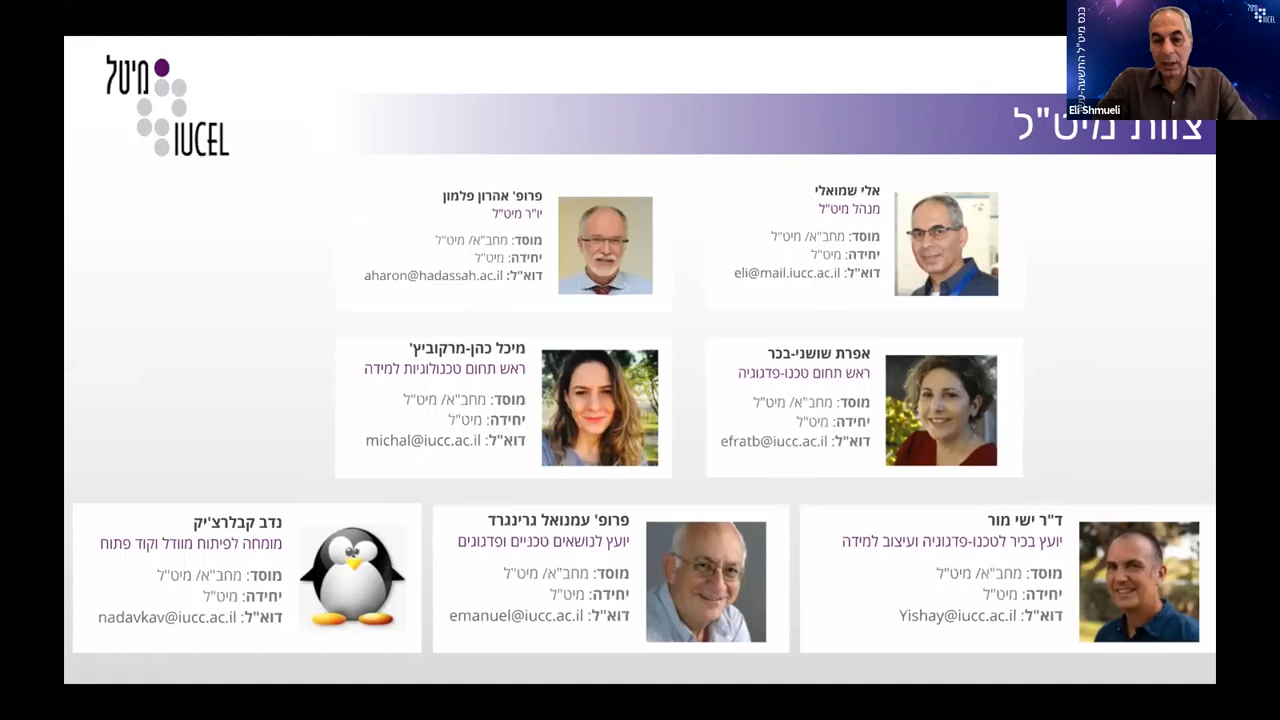 מיטל
IUCEL
צוות מיט"ל
Eli Shmueli
IUCEL
אלי שמואלי
מנהל מיט"ל
מוסד: מחב"א/ מיט"ל
יחידה: מיט"ל
דוא"ל: eli@mail.iucc.ac.il
פרופ' אהרון פלמון
יו"ר מיט"ל
מוסד: מחב"א/ מיט"ל
יחידה: מיט"ל
דוא"ל: aharon@hadassah.ac.il
אפרת שושני-בכר
ראש תחום טכנו-פדגוגיה
מוסד: מחב"א/ מיט"ל
יחידה: מיט"ל
דוא"ל: efratb@iucc.ac.il
מיכל כהן-מרקוביץ'
ראש תחום טכנולוגיות למידה
מוסד: מחב"א/ מיט"ל
יחידה: מיט"ל
דוא"ל: michal@iucc.ac.il
ד"ר ישי מור
יועץ בכיר לטכנו-פדגוגיה ועיצוב למידה
מוסד: מחב"א/ מיט"ל
יחידה: מיט"ל
דוא"ל: Yishay@iucc.ac.il
פרופ' עמנואל גרינגרד
יועץ לנושאים טכניים ופדגוגים
מוסד: מחב"א/ מיט"ל
יחידה: מיט"ל
דוא"ל: emanuel@iucc.ac.il
נדב קבלרצ'יק
מומחה לפיתוח מוודל וקוד פתוח
מוסד: מחב"א/ מיט"ל
יחידה: מיט"ל
דוא"ל: nadavkav@iucc.ac.il
כנס מיט"ל